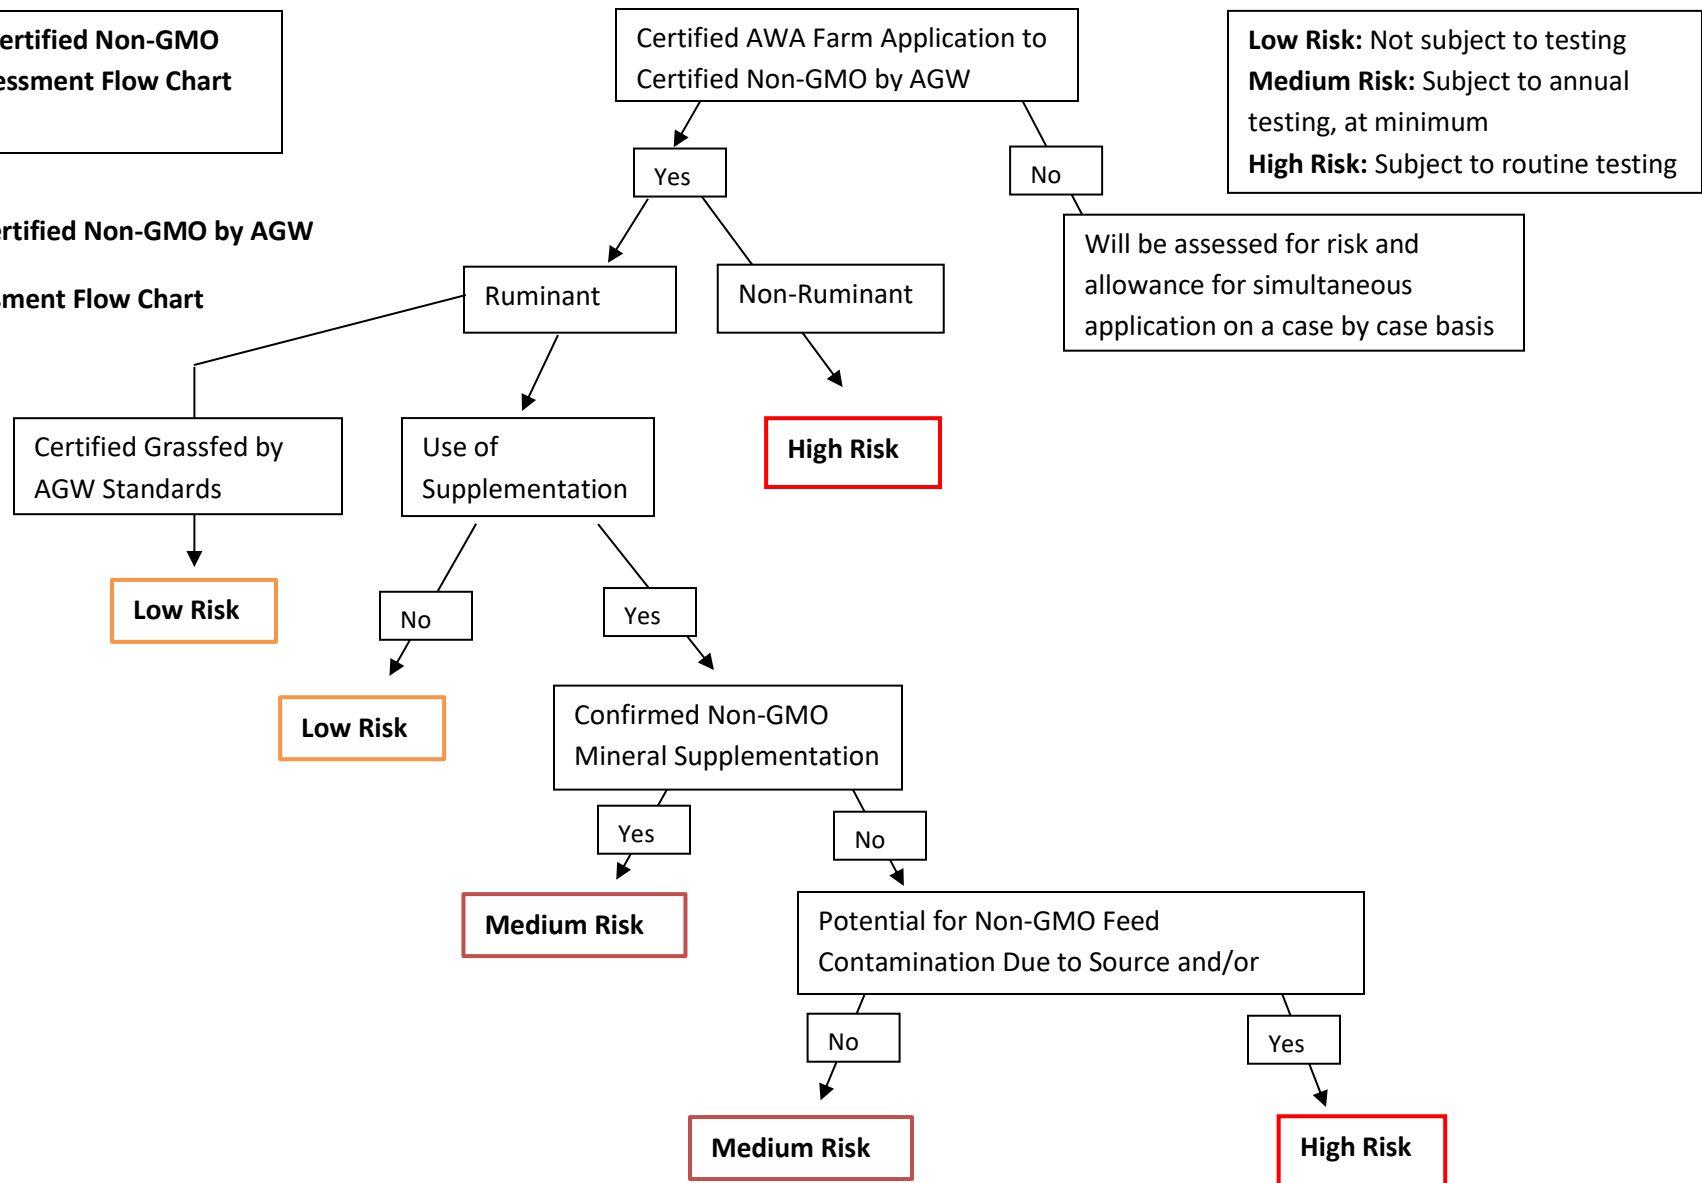 Certified Non-GMO
essment Flow Chart
Certified AWA Farm Application to
Certified Non-GMO by AGW
Low Risk: Not subject to testing
Medium Risk: Subject to annual
testing, at minimum
High Risk: Subject to routine testing
Yes
No
ertified Non-GMO by AGW
sment Flow Chart
Ruminant
Non-Ruminant
Will be assessed for risk and
allowance for simultaneous
application on a case by case basis
Certified Grassfed by
AGW Standards
Use of
Supplementation
High Risk
Low Risk
No
Yes
Low Risk
Confirmed Non-GMO
Mineral Supplementation
Yes
No
Medium Risk
Potential for Non-GMO Feed
Contamination Due to Source and/or
No
Yes
Medium Risk
High Risk